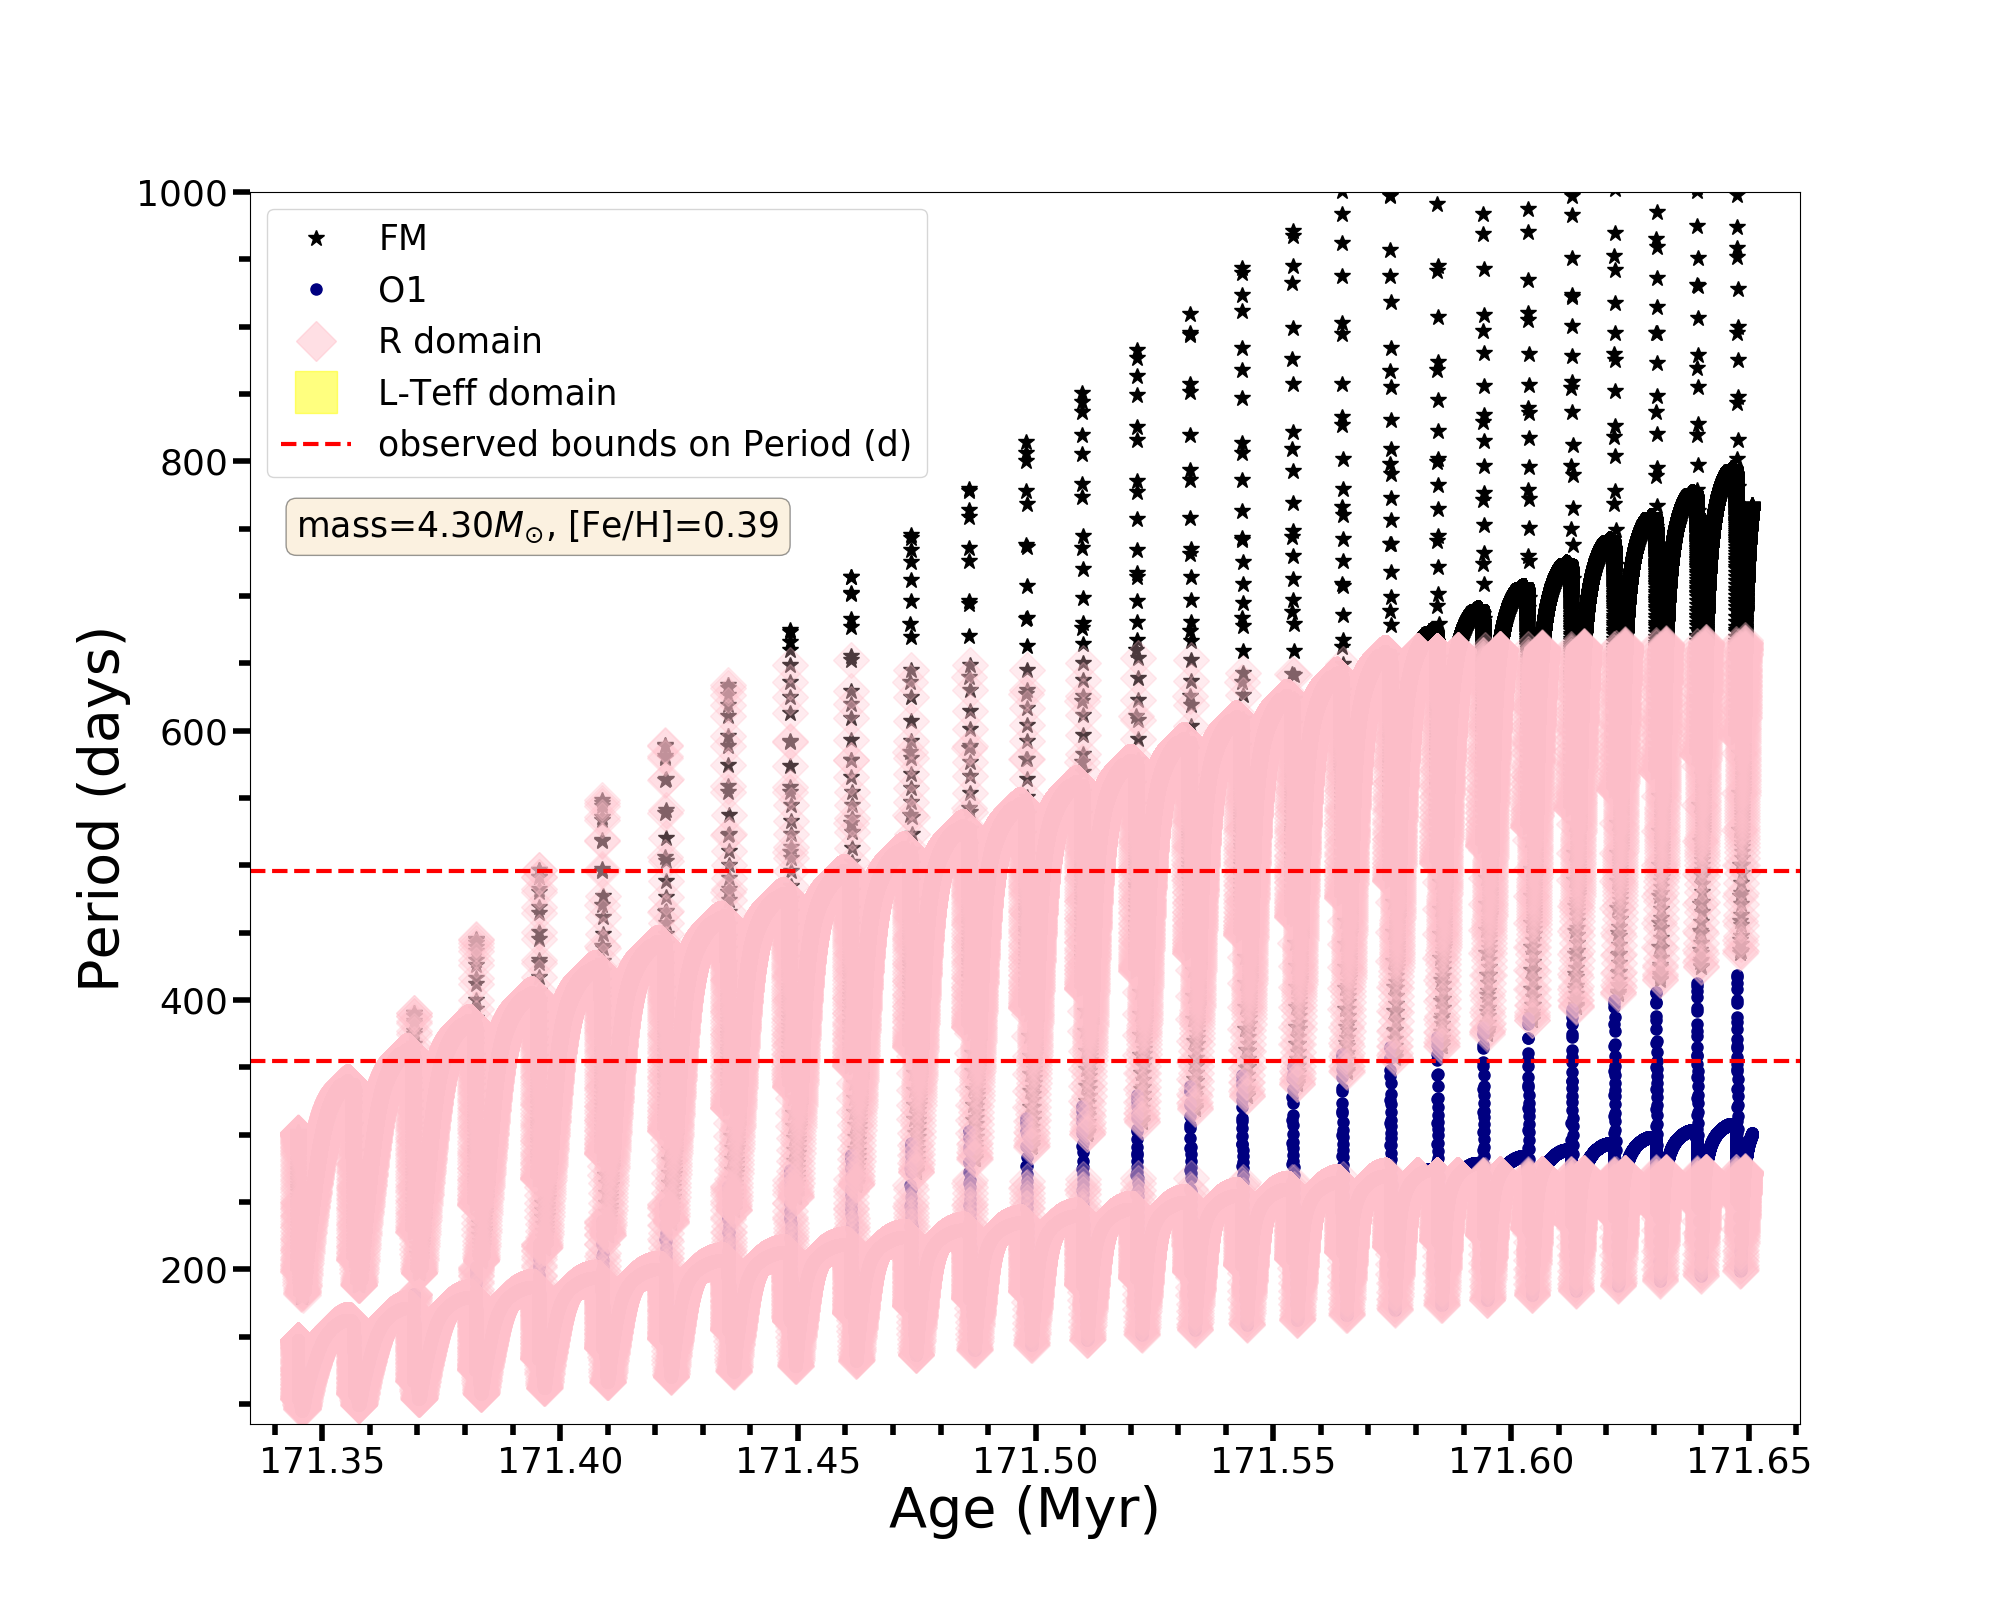 1000
800
600
400
200
Period (days)
FM
O1
R domain
L-Teff domain
observed bounds on Period (d)
mass=4.30M⊙, [Fe/H]=0.39
171.35 171.40 171.45 171.50 171.55 171.60 171.65
Age (Myr)